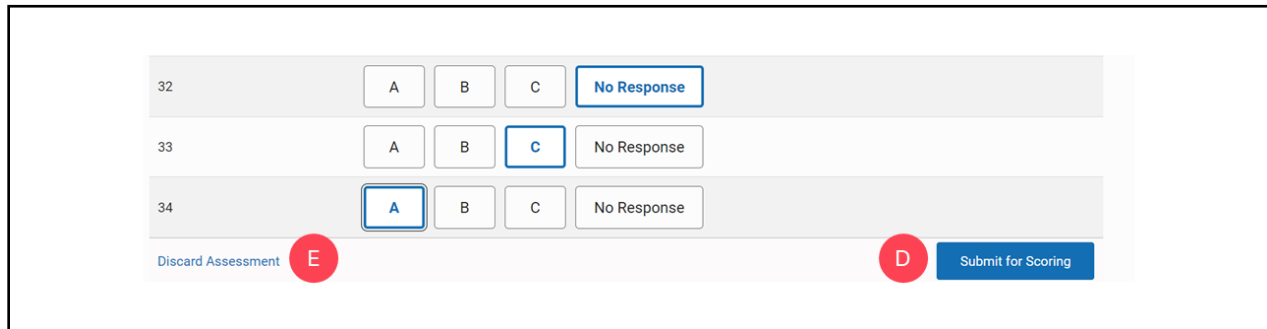 32 A B C No Response
33 A B C No Response
34 A B C No Response
Discard Assessment E D Submit for Scoring